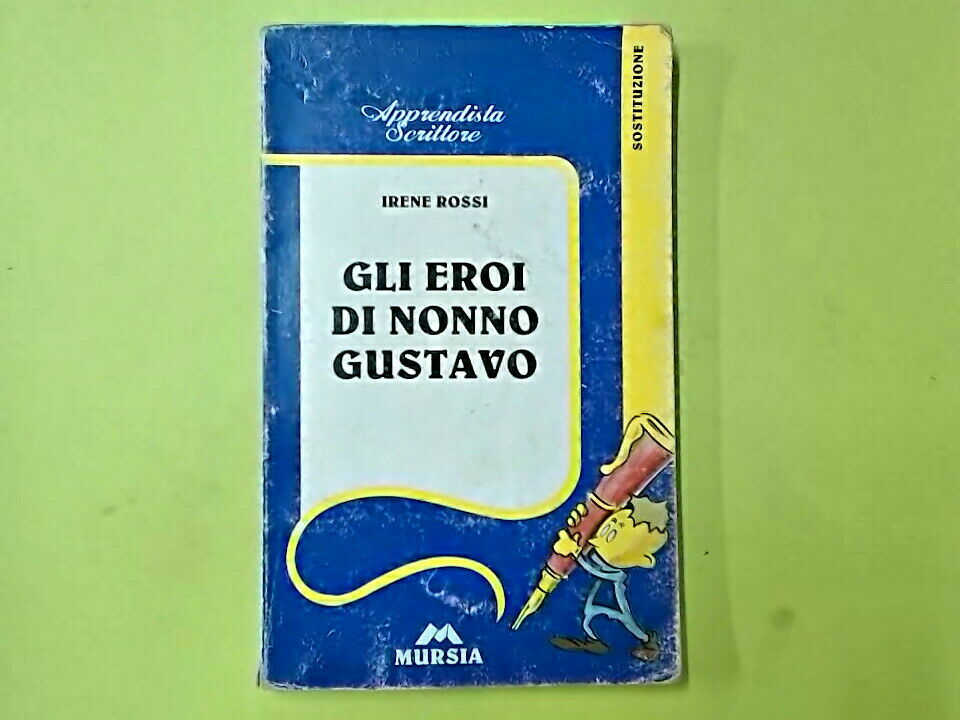 Apprendista
Scrittore
SOSTITUZIONE
IRENE ROSSI
GLI EROI
DI NONNO
GUSTAVO
MURSIA